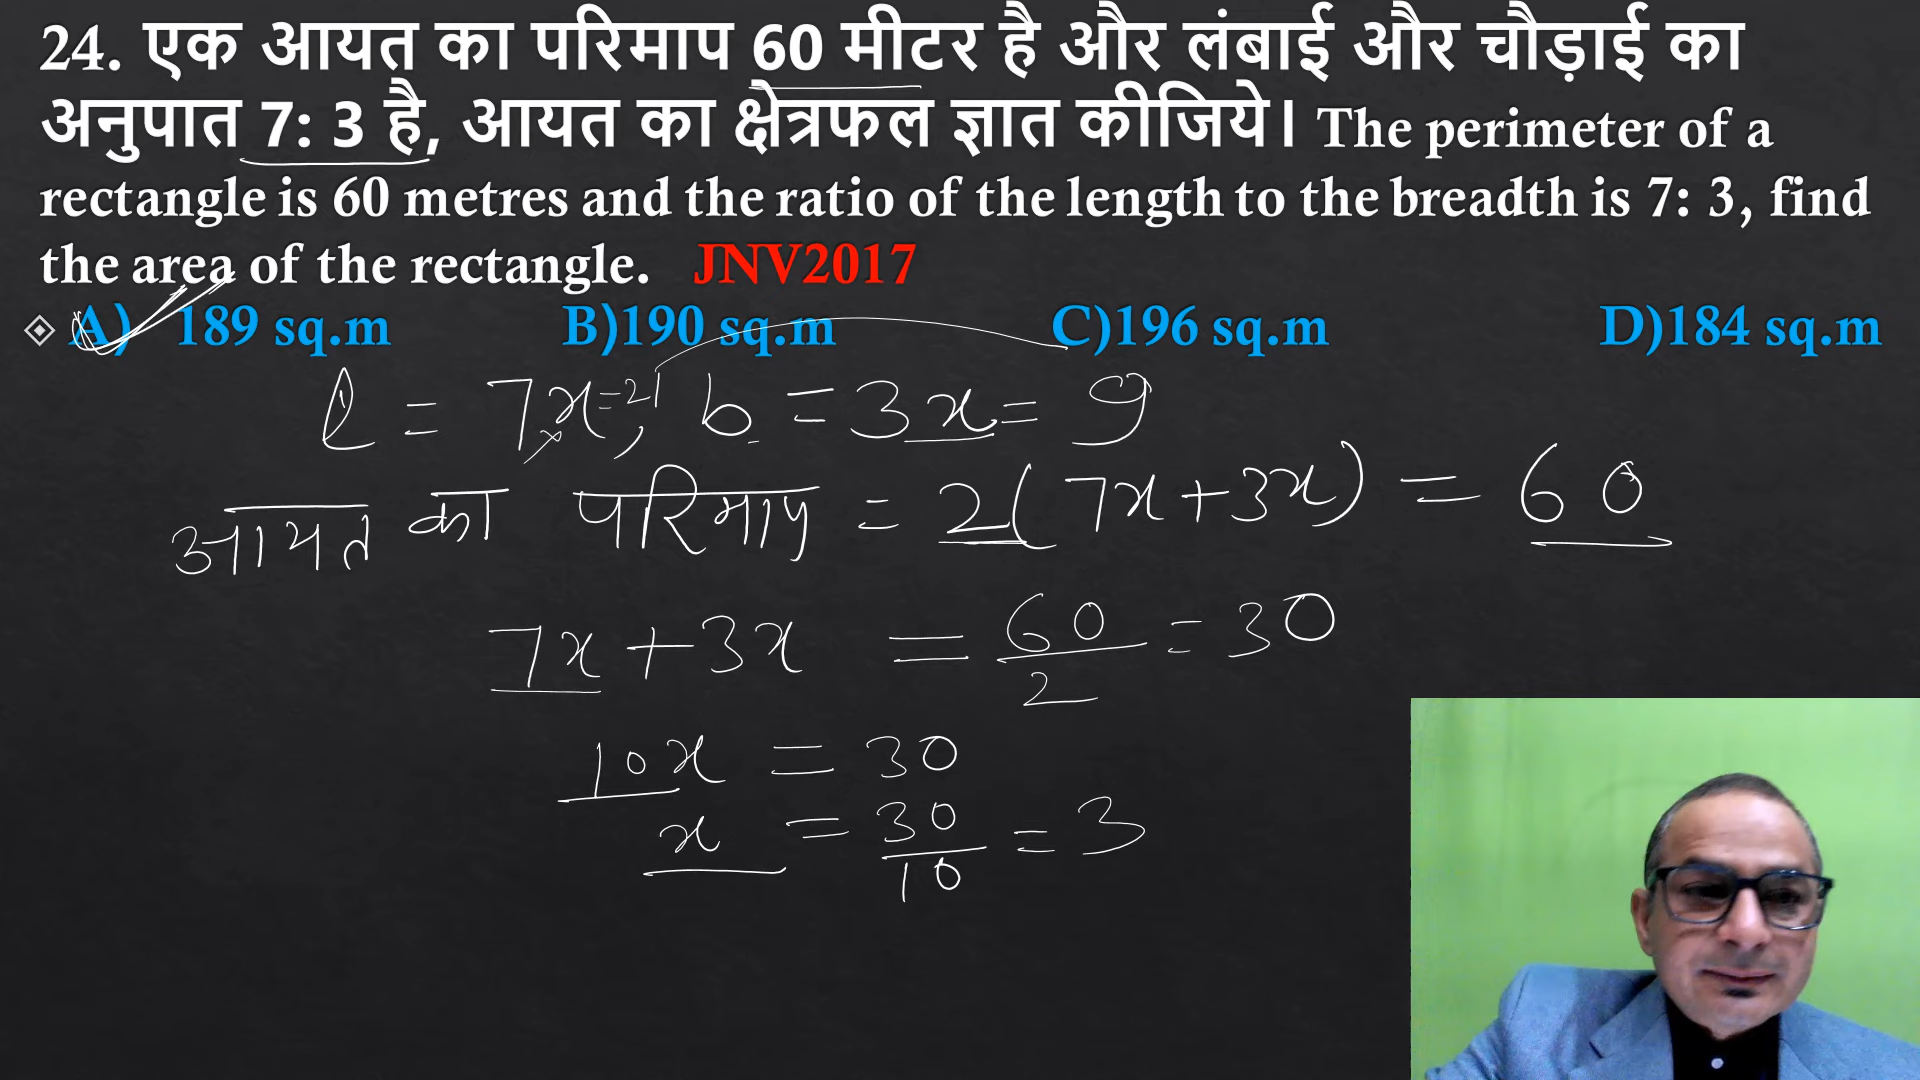 24. एक आयत का परिमाप 60 मीटर है और लंबाई और चौड़ाई का
अनुपात 7: 3 है, आयत का क्षेत्रफल ज्ञात कीजिये। The perimeter of a
rectangle is 60 metres and the ratio of the length to the breadth is 7: 3, find
the area of the rectangle. JNV2017
A) 189 sq.m B)190 sq.m C)196 sq.m D)184 sq.m
l = 7x=21, b = 3x = 9
आयत का परिमाप = 2(7x+3x) = 60
7x + 3x = 60/2 = 30
10x = 30
x = 30/10 = 3